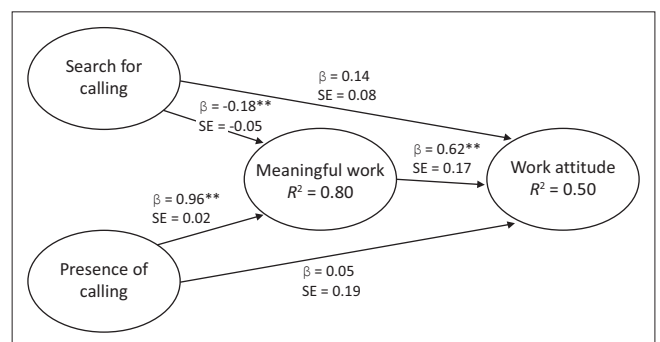 Search for
calling
β = 0.14
SE = 0.08
β = -0.18**
SE = -0.05
Meaningful work
R² = 0.80
β = 0.62**
SE = 0.17
Work attitude
R² = 0.50
β = 0.96**
SE = 0.02
Presence of
calling
β = 0.05
SE = 0.19